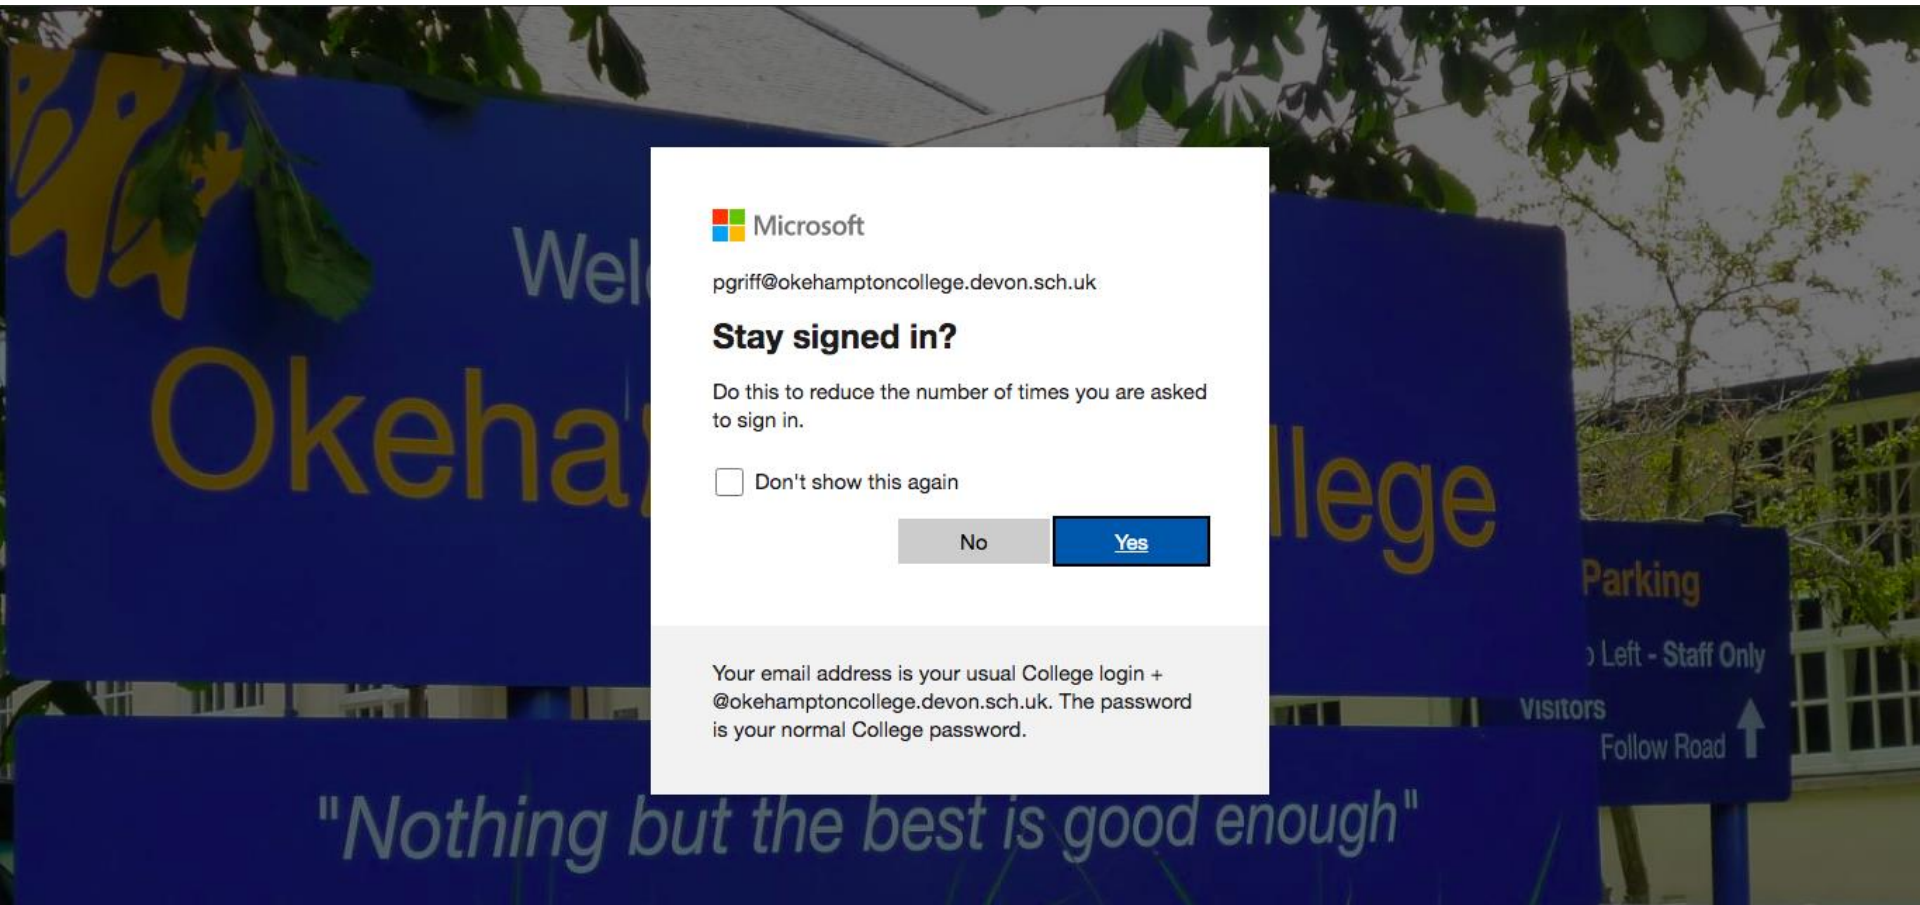 Microsoft
pgriff@okehamptoncollege.devon.sch.uk
Stay signed in?
Do this to reduce the number of times you are asked
to sign in.
Don't show this again
No
Yes
Your email address is your usual College login +
@okehamptoncollege.devon.sch.uk. The password
is your normal College password.
Wel
Okeha
llege
Parking
Left - Staff Only
Visitors
Follow Road
"Nothing but the best is good enough"